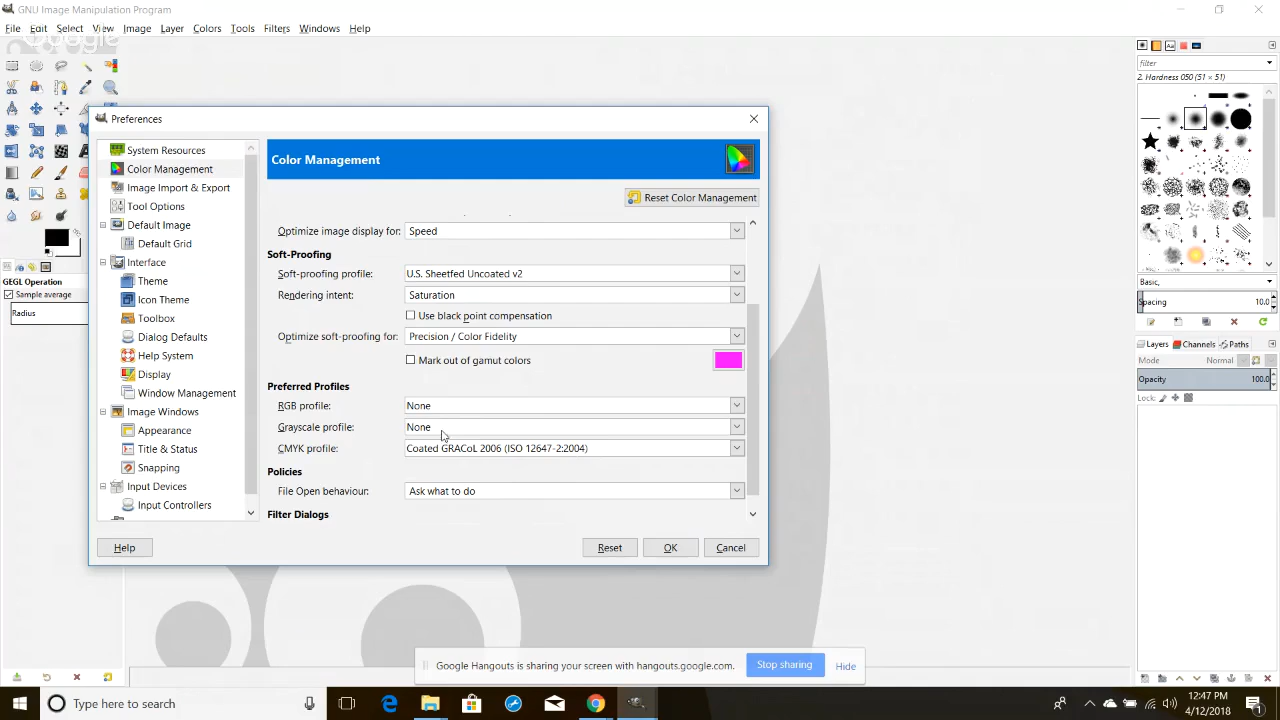 GNU Image Manipulation Program
File Edit Select View Image Layer Colors Tools Filters Windows Help
Google
filter
2. Hardness 050 (51 × 51)
Preferences
System Resources
Color Management
Image Import & Export
Tool Options
Default Image
Default Grid
Interface
Theme
Icon Theme
Toolbox
Dialog Defaults
Help System
Display
Window Management
Image Windows
Appearance
Title & Status
Snapping
Input Devices
Input Controllers
Color Management
Reset Color Management
Optimize image display for: Speed
Soft-Proofing
Soft-proofing profile: U.S. Sheetfed Uncoated v2
Rendering intent: Saturation
Use black point compensation
Optimize soft-proofing for: Precision / Color Fidelity
Mark out of gamut colors
Preferred Profiles
RGB profile: None
Grayscale profile: None
CMYK profile: Coated GRACoL 2006 (ISO 12647-2:2004)
Policies
File Open behaviour: Ask what to do
Filter Dialogs
Help Reset OK Cancel
GEGL Operation
Sample average
Radius
Basic,
Spacing 10.0
Layers Channels Paths
Mode Normal
Opacity 100.0
Lock:
Google Hangouts is sharing your screen with hangouts.google.com. Stop sharing Hide
Type here to search
12:47 PM
4/12/2018